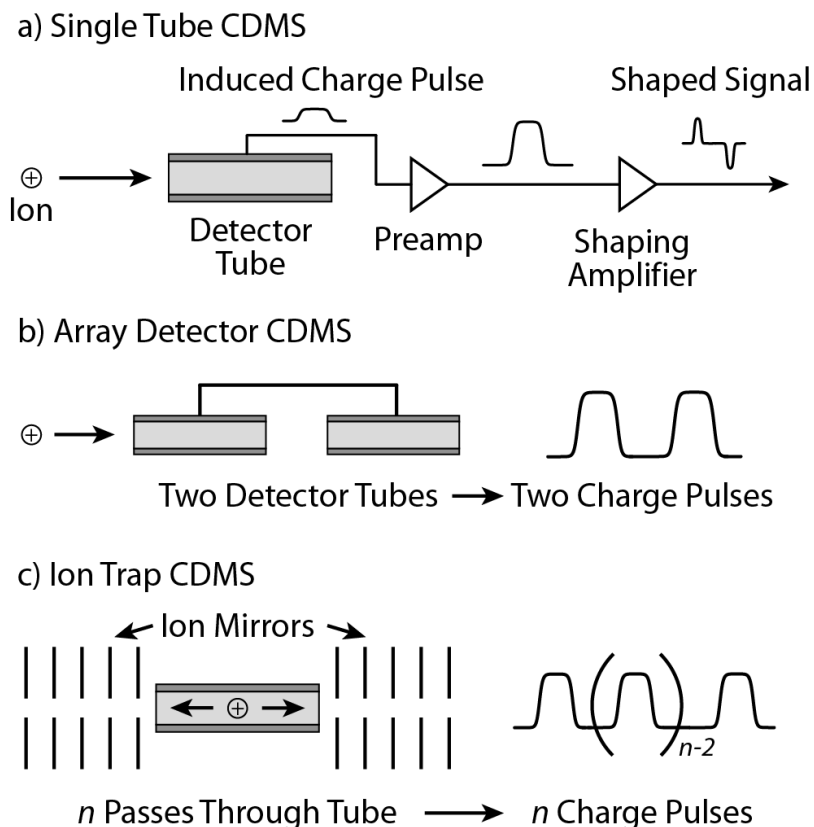 a) Single Tube CDMS
Induced Charge Pulse
Shaped Signal
Ion
Detector
Tube
Preamp
Shaping
Amplifier
b) Array Detector CDMS
Two Detector Tubes
Two Charge Pulses
c) Ion Trap CDMS
Ion Mirrors
n-2
n Passes Through Tube
n Charge Pulses